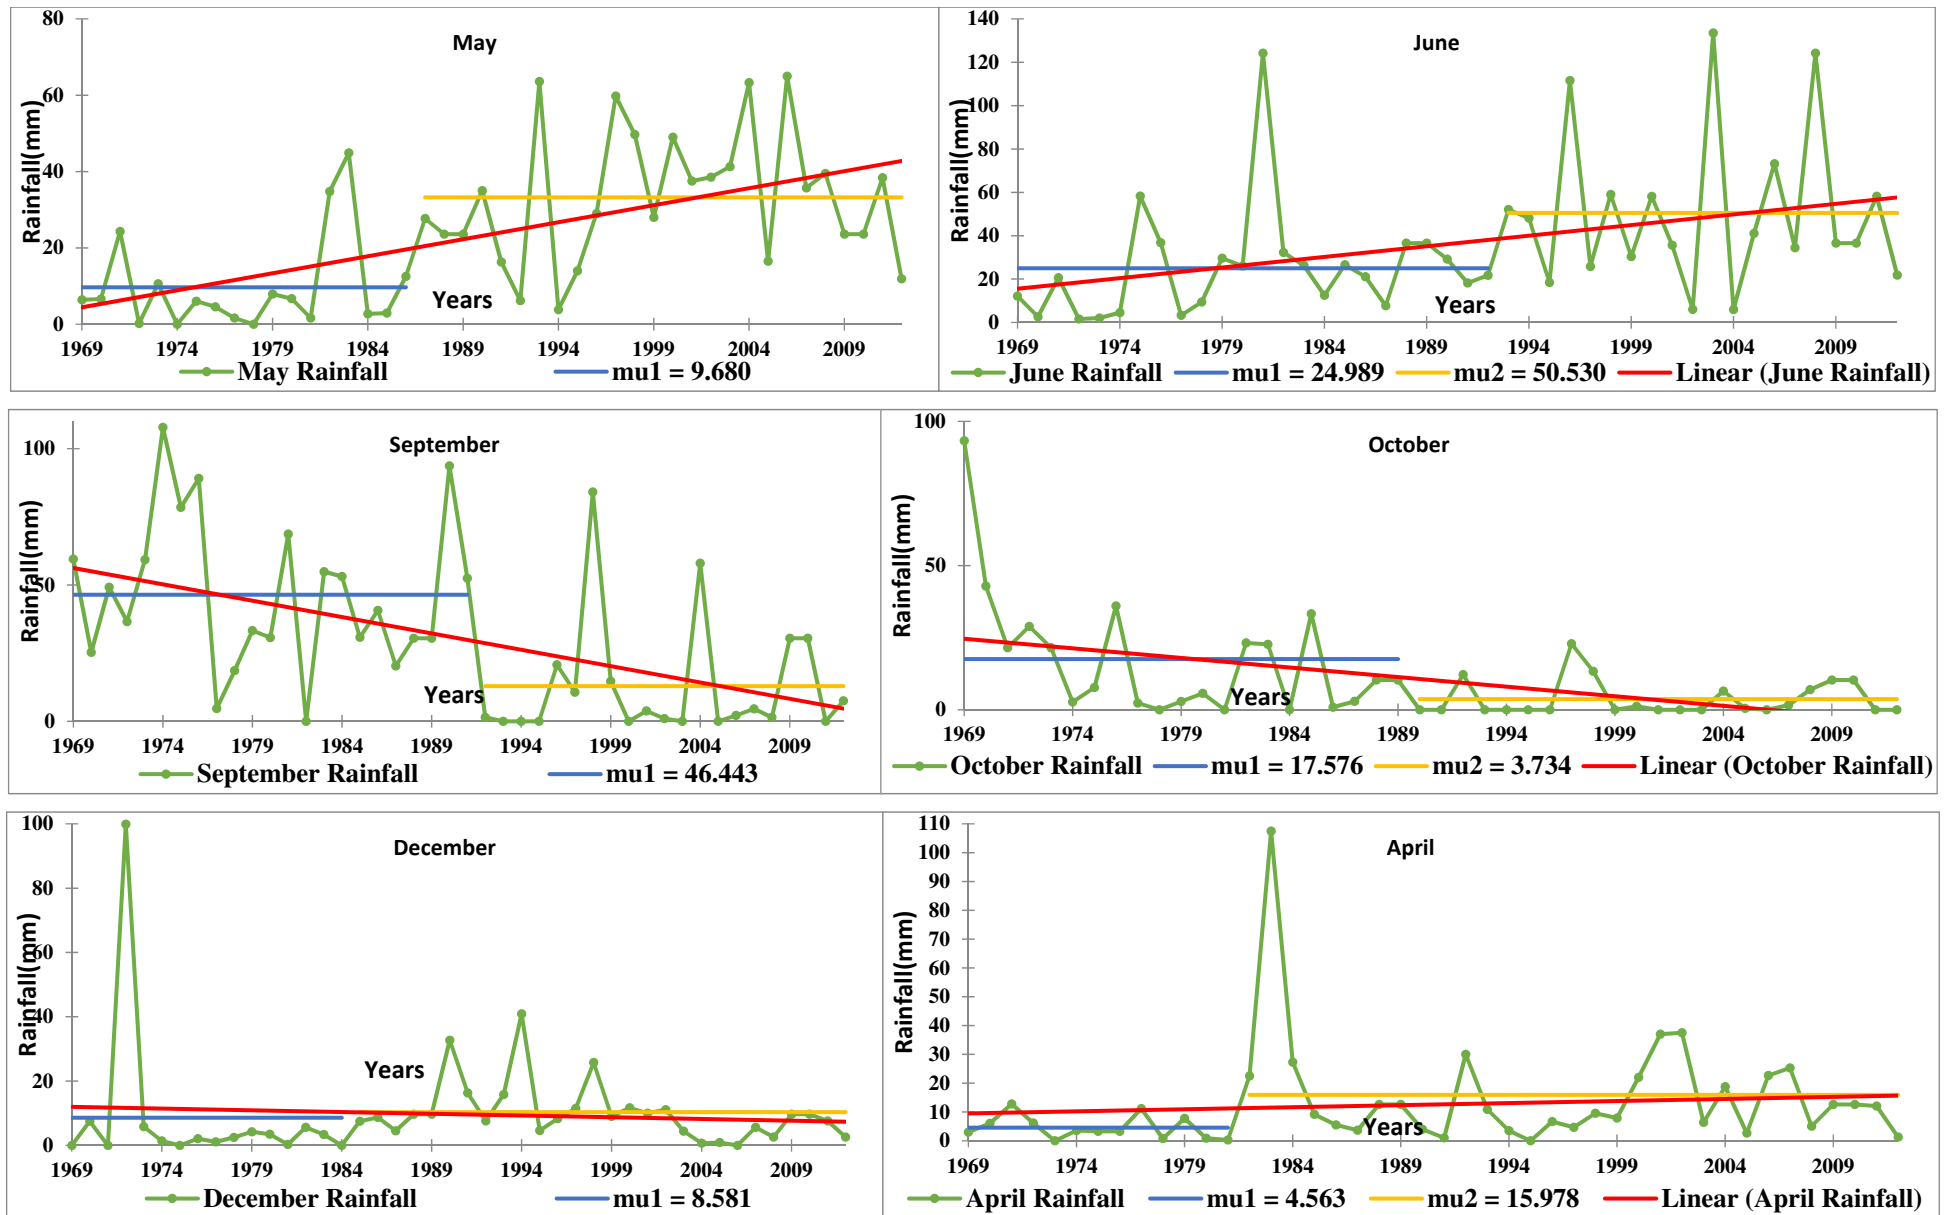 May
Rainfall(mm)
80
60
40
20
0
Years
1969 1974 1979 1984 1989 1994 1999 2004 2009
May Rainfall mu1 = 9.680
June
Rainfall(mm)
140
120
100
80
60
40
20
0
Years
1969 1974 1979 1984 1989 1994 1999 2004 2009
June Rainfall mu1 = 24.989 mu2 = 50.530 Linear (June Rainfall)
September
Rainfall(mm)
100
50
0
Years
1969 1974 1979 1984 1989 1994 1999 2004 2009
September Rainfall mu1 = 46.443
October
Rainfall(mm)
100
50
0
Years
1969 1974 1979 1984 1989 1994 1999 2004 2009
October Rainfall mu1 = 17.576 mu2 = 3.734 Linear (October Rainfall)
December
Rainfall(mm)
100
80
60
40
20
0
Years
1969 1974 1979 1984 1989 1994 1999 2004 2009
December Rainfall mu1 = 8.581
April
Rainfall(mm)
110
100
90
80
70
60
50
40
30
20
10
0
Years
1969 1974 1979 1984 1989 1994 1999 2004 2009
April Rainfall mu1 = 4.563 mu2 = 15.978 Linear (April Rainfall)